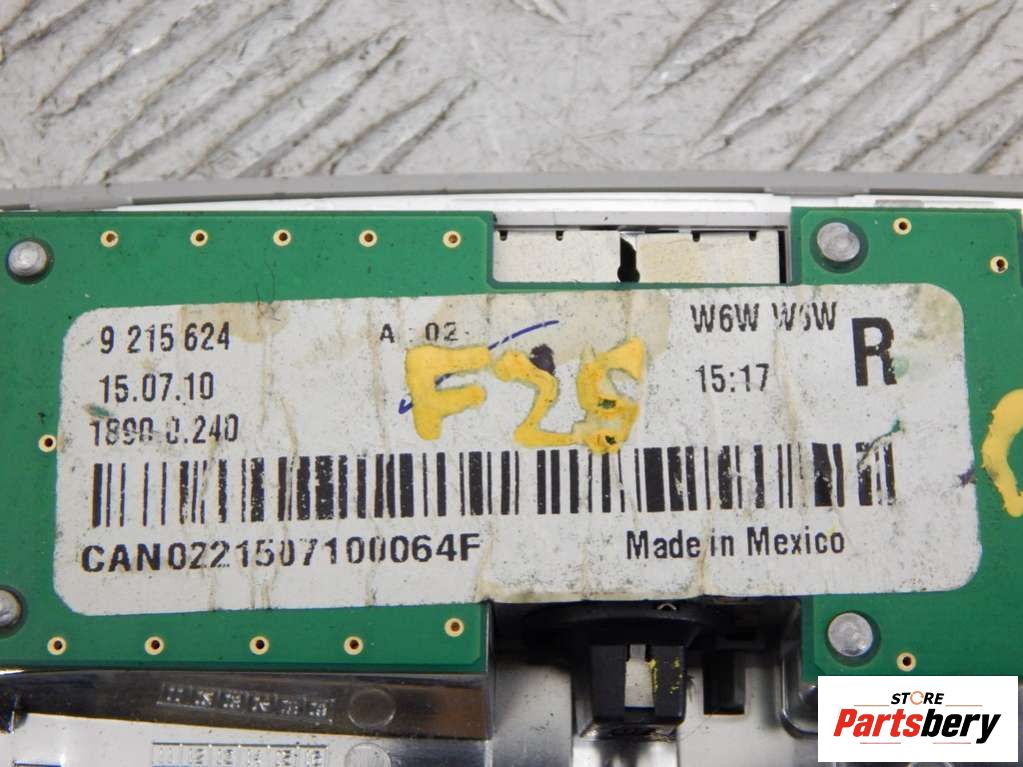 9 215 624 A 02 W6W W6W
R
15.07.10 15:17
F25
1890 0.240
CAN0221507100064F Made in Mexico
STORE
Partsbery